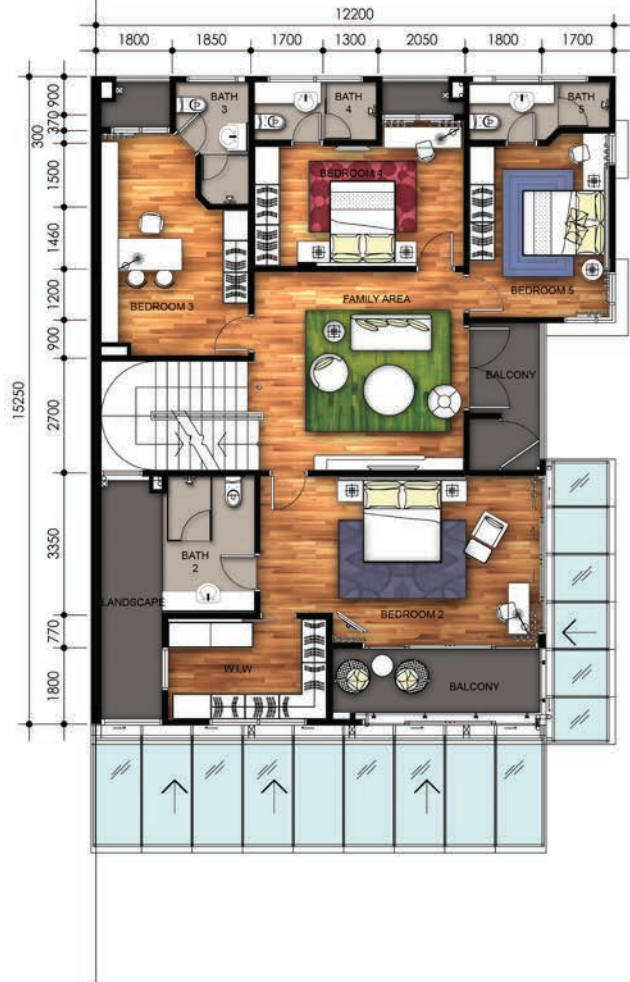 12200
1800 1850 1700 1300 2050 1800 1700
900
370
300
1500
1460
1200
900
2700
3350
770
1800
15250
BATH
3
BATH
4
BATH
5
BEDROOM 4
BEDROOM 3
FAMILY AREA
BEDROOM 5
BALCONY
BATH
2
LANDSCAPE
BEDROOM 2
W.I.W
BALCONY